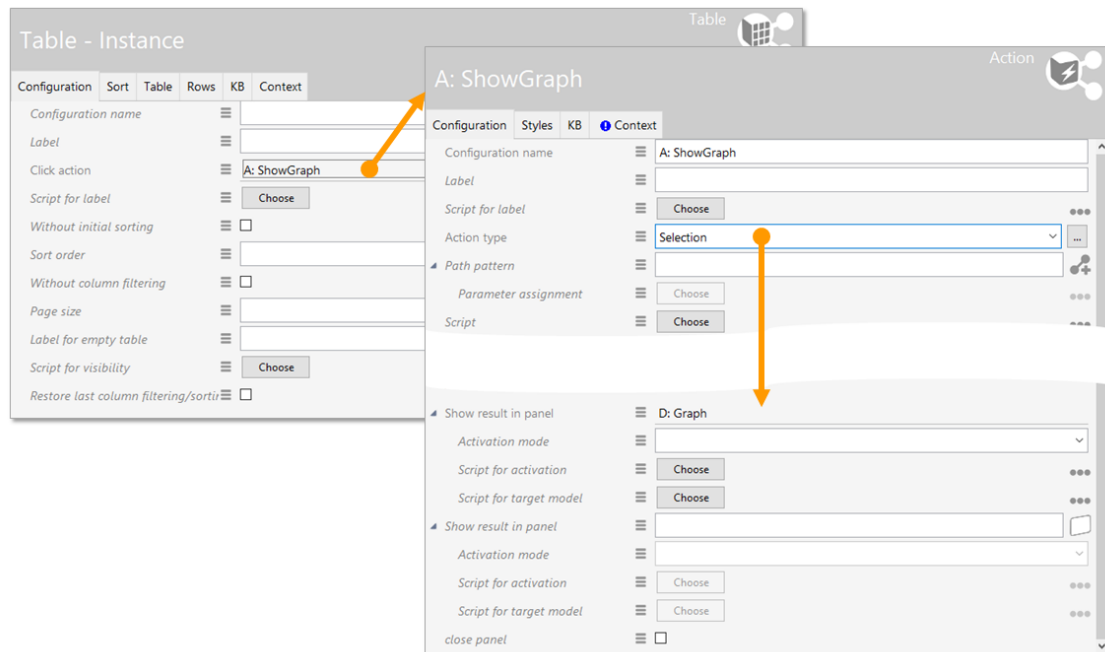 Table
Table - Instance
Configuration Sort Table Rows KB Context
Configuration name
Label
Click action A: ShowGraph
Script for label Choose
Without initial sorting
Sort order
Without column filtering
Page size
Label for empty table
Script for visibility Choose
Restore last column filtering/sortir
Action
A: ShowGraph
Configuration Styles KB Context
Configuration name A: ShowGraph
Label
Script for label Choose
Action type Selection ...
Path pattern
Parameter assignment Choose
Script Choose
Show result in panel D: Graph
Activation mode
Script for activation Choose
Script for target model Choose
Show result in panel
Activation mode
Script for activation Choose
Script for target model Choose
close panel